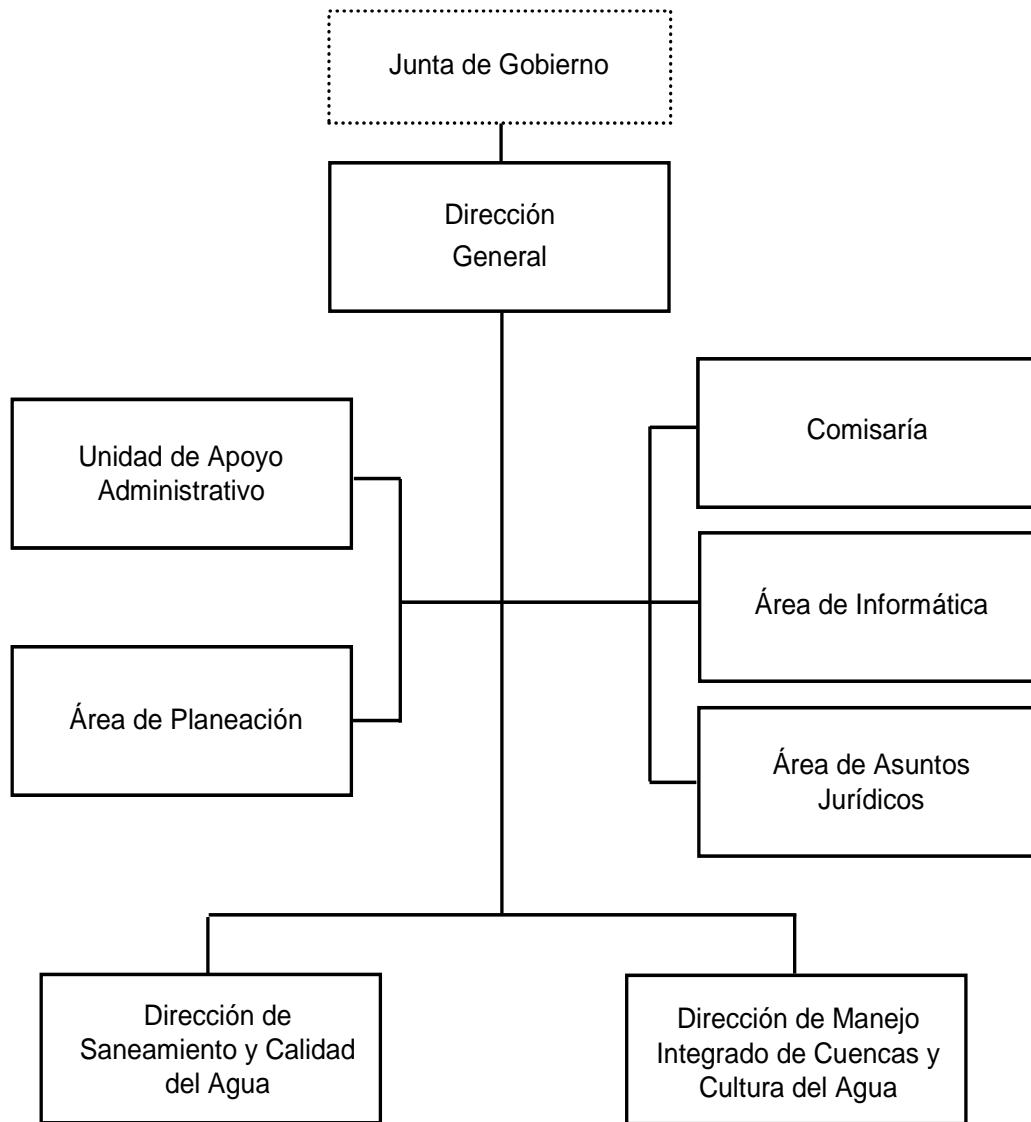 Junta de Gobierno
Dirección
General
Comisaría
Unidad de Apoyo
Administrativo
Área de Informática
Área de Planeación
Área de Asuntos
Jurídicos
Dirección de
Saneamiento y Calidad
del Agua
Dirección de Manejo
Integrado de Cuencas y
Cultura del Agua